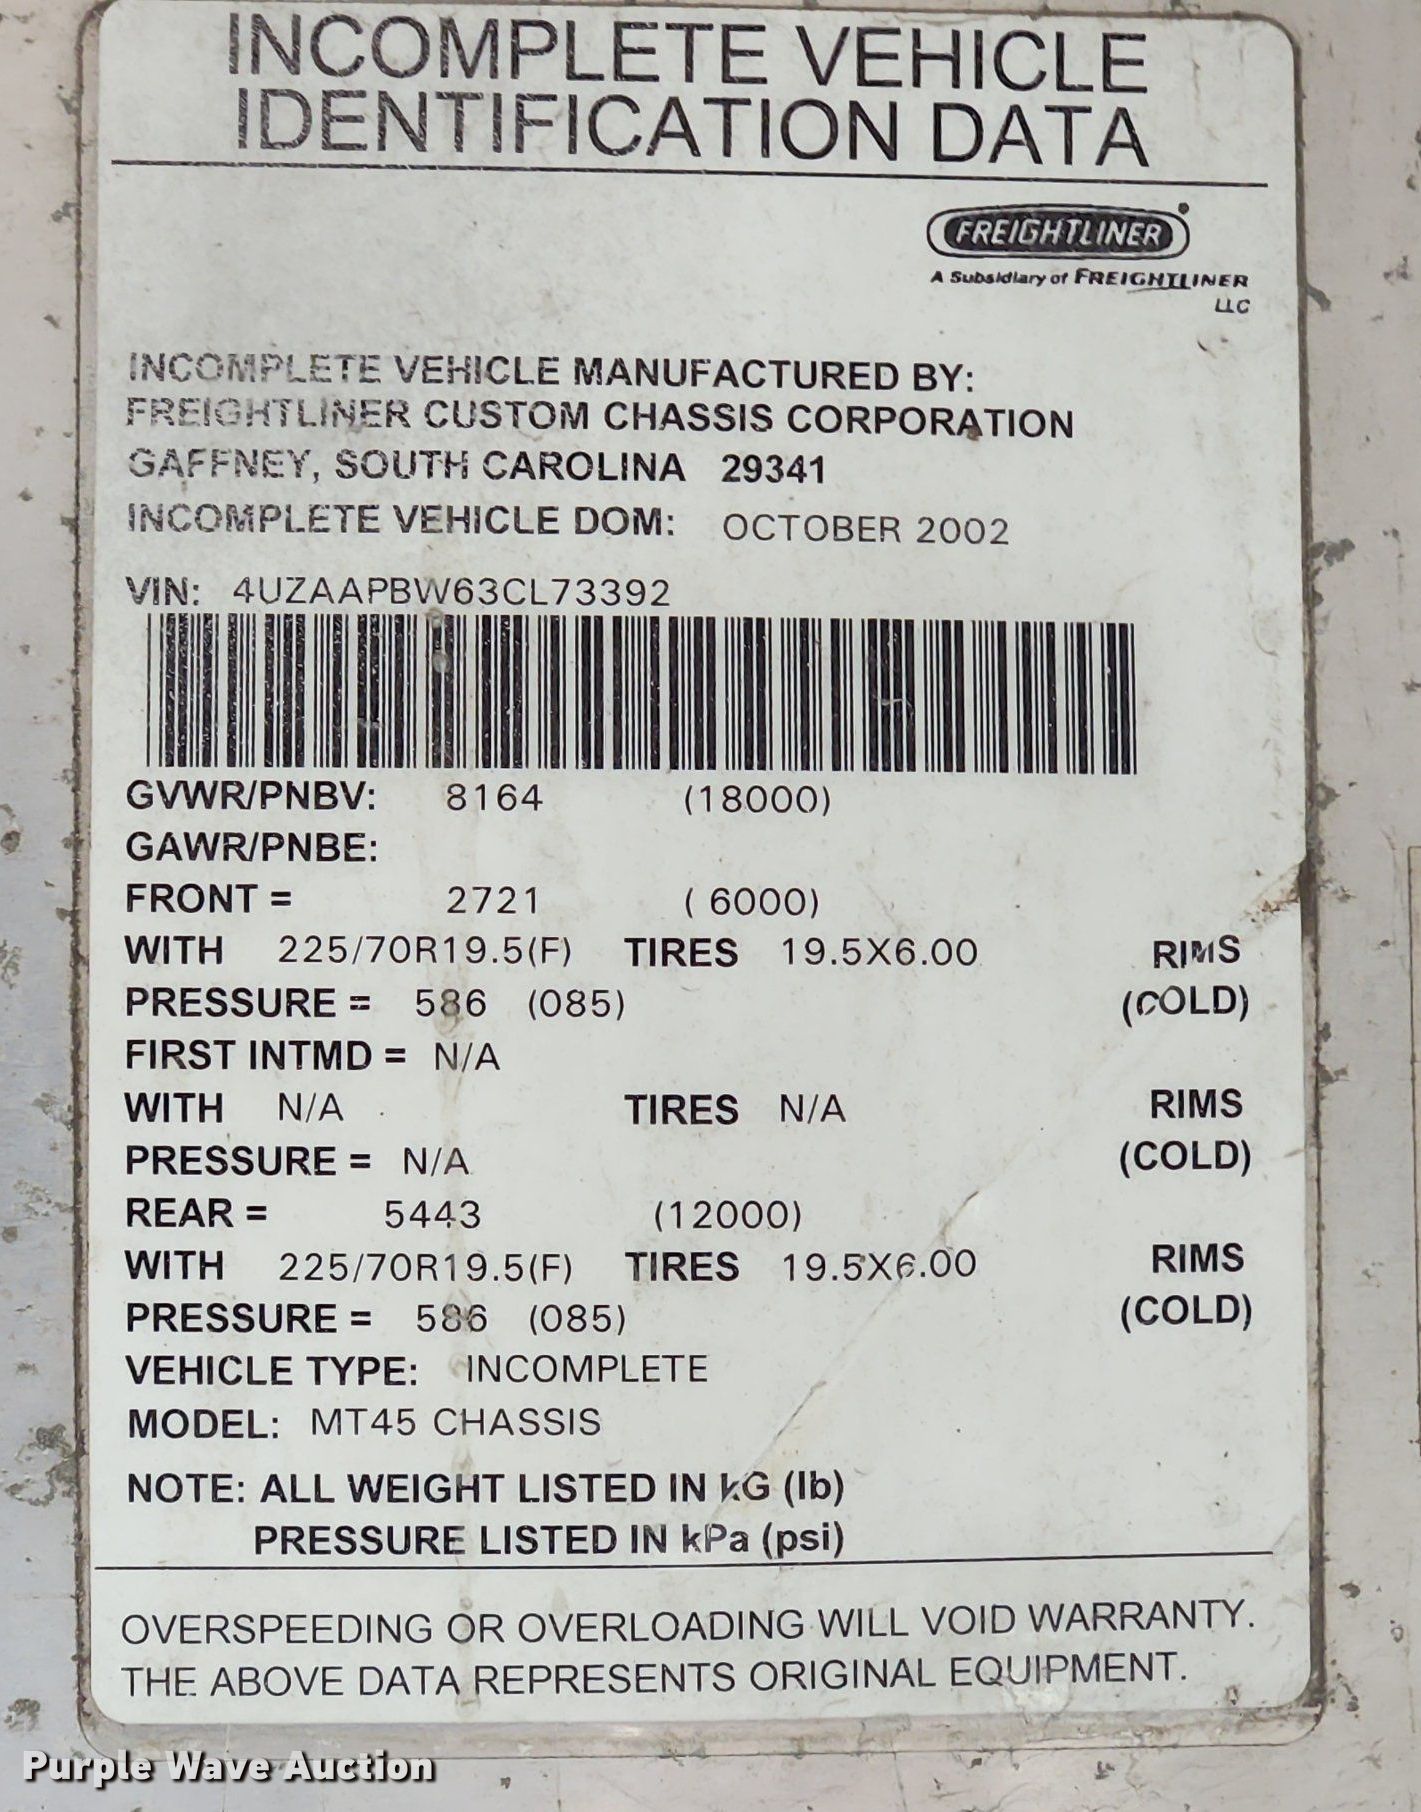 INCOMPLETE VEHICLE
IDENTIFICATION DATA
FREIGHTLINER
A Subsidiary of FREIGHTLINER
LLC
INCOMPLETE VEHICLE MANUFACTURED BY:
FREIGHTLINER CUSTOM CHASSIS CORPORATION
GAFFNEY, SOUTH CAROLINA 29341
INCOMPLETE VEHICLE DOM: OCTOBER 2002
VIN: 4UZAAPBW63CL73392
GVWR/PNBV: 8164 (18000)
GAWR/PNBE:
FRONT = 2721 ( 6000)
WITH 225/70R19.5(F) TIRES 19.5X6.00 RIMS
PRESSURE = 586 (085) (COLD)
FIRST INTMD = N/A
WITH N/A TIRES N/A RIMS
PRESSURE = N/A (COLD)
REAR = 5443 (12000)
WITH 225/70R19.5(F) TIRES 19.5X6.00 RIMS
PRESSURE = 586 (085) (COLD)
VEHICLE TYPE: INCOMPLETE
MODEL: MT45 CHASSIS
NOTE: ALL WEIGHT LISTED IN kG (lb)
PRESSURE LISTED IN kPa (psi)
OVERSPEEDING OR OVERLOADING WILL VOID WARRANTY.
THE ABOVE DATA REPRESENTS ORIGINAL EQUIPMENT.
Purple Wave Auction